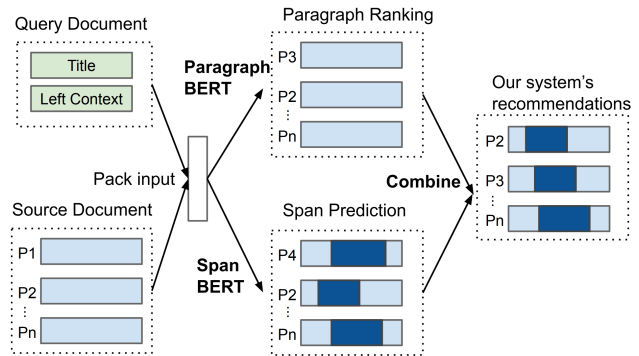 Query Document
Title
Left Context
Pack input
Source Document
P1
P2
⋮
Pn
Paragraph
BERT
Span
BERT
Paragraph Ranking
P3
P2
⋮
Pn
Span Prediction
P4
P2
⋮
Pn
Combine
Our system's
recommendations
P2
P3
⋮
Pn